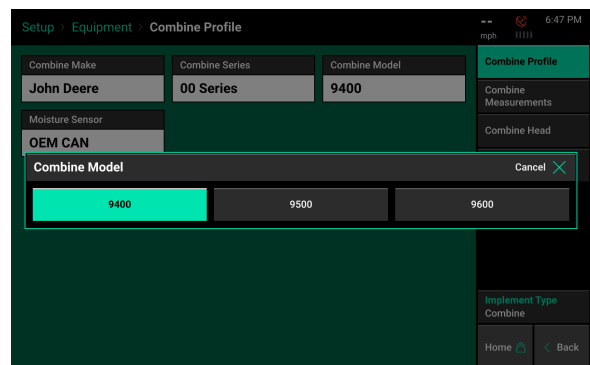 Setup > Equipment > Combine Profile
-- mph
6:47 PM
Combine Make
John Deere
Combine Series
00 Series
Combine Model
9400
Moisture Sensor
OEM CAN
Combine Profile
Combine
Measurements
Combine Head
Combine Model
Cancel
9400
9500
9600
Implement Type
Combine
Home
< Back